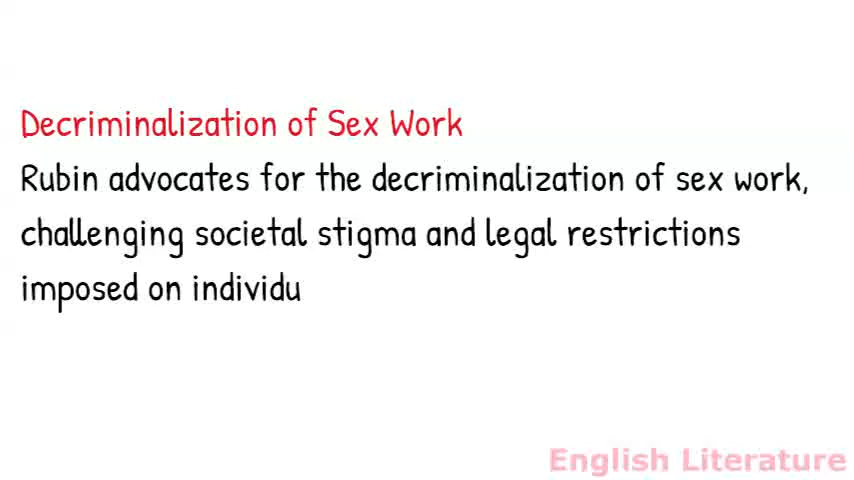 Decriminalization of Sex Work
Rubin advocates for the decriminalization of sex work,
challenging societal stigma and legal restrictions
imposed on individu
English Literature